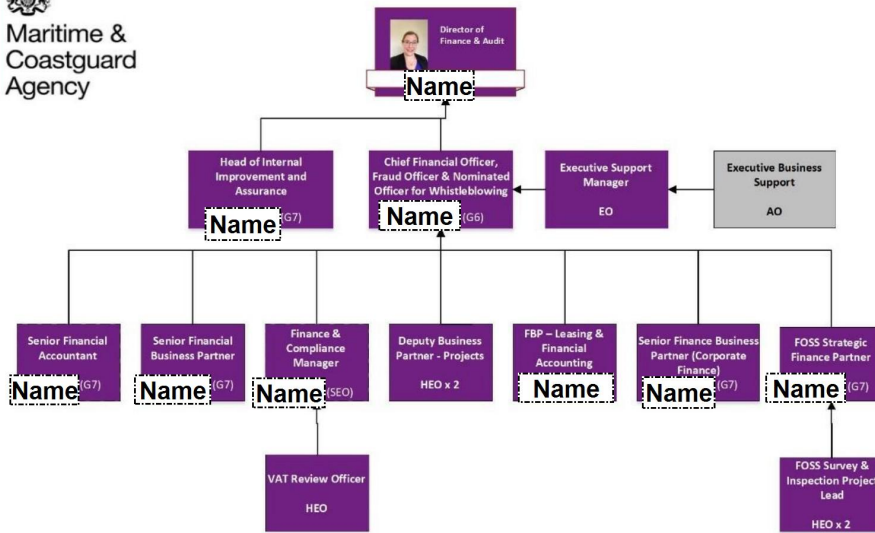 Maritime &
Coastguard
Agency
Director of
Finance & Audit
Name
Head of Internal
Improvement and
Assurance
Name (G7)
Chief Financial Officer,
Fraud Officer & Nominated
Officer for Whistleblowing
Name (G6)
Executive Support
Manager
EO
Executive Business
Support
AO
Senior Financial
Accountant
Name (G7)
Senior Financial
Business Partner
Name (G7)
Finance &
Compliance
Manager
Name (SEO)
Deputy Business
Partner - Projects
HEO x 2
FBP – Leasing &
Financial
Accounting
Name
Senior Finance Business
Partner (Corporate
Finance)
Name (G7)
FOSS Strategic
Finance Partner
Name (G7)
VAT Review Officer
HEO
FOSS Survey &
Inspection Project
Lead
HEO x 2